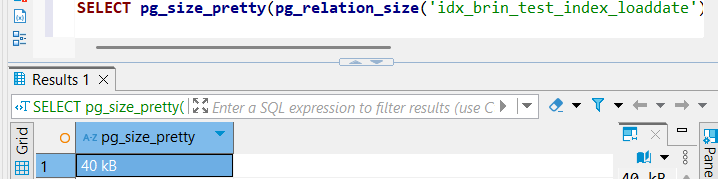 SELECT pg_size_pretty(pg_relation_size('idx_brin_test_index_loaddate')
Results 1
SELECT pg_size_pretty(
Enter a SQL expression to filter results (use C
Grid
A-Z pg_size_pretty
1
40 kB
40 kB
Pane